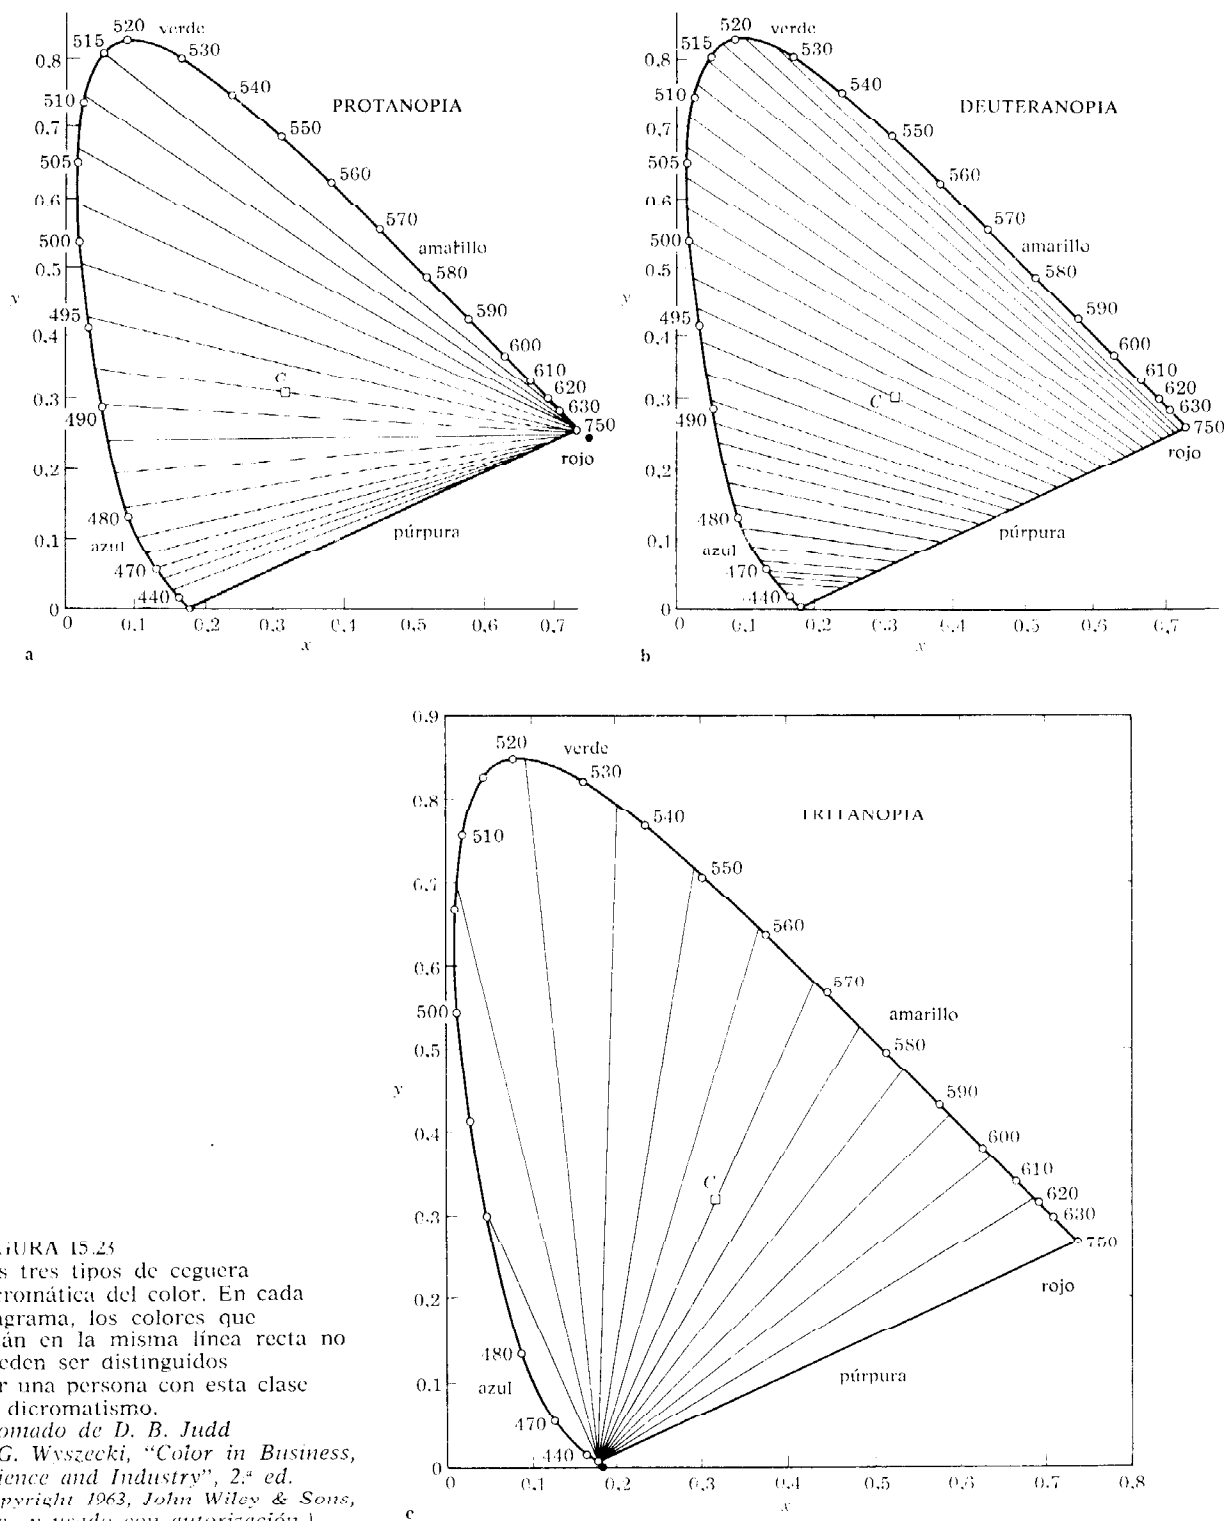 520 verde
515
530
0.8
510
540
PROTANOPIA
0.7
550
505
560
0.6
570
500
amarillo
0.5
580
y
495
590
0.4
600
C
610
0.3
620
490
630
750
rojo
0.2
480
púrpura
0.1
azul
470
440
0
0 0.1 0.2 0.3 0.4 0.5 0.6 0.7
x
a
520 verde
515
530
0.8
510
540
DEUTERANOPIA
0.7
550
505
560
0.6
570
500
amarillo
0.5
580
y
495
590
0.4
600
610
C
0.3
620
490
630
750
rojo
0.2
480
púrpura
0.1
azul
470
440
0
0 0.1 0.2 0.3 0.4 0.5 0.6 0.7
x
b
0.9
520 verde
530
0.8
540
TRITANOPIA
510
550
0.7
560
0.6
570
500
amarillo
0.5
580
y
590
0.4
600
C
610
620
0.3
630
750
rojo
0.2
480
púrpura
azul
0.1
470
440
0
0 0.1 0.2 0.3 0.4 0.5 0.6 0.7 0.8
x
c
GURA 15.23
s tres tipos de ceguera
romática del color. En cada
agrama, los colores que
án en la misma línea recta no
eden ser distinguidos
r una persona con esta clase
dicromatismo.
omado de D. B. Judd
G. Wyszecki, “Color in Business,
ience and Industry”, 2.ª ed.
pyright 1963, John Wiley & Sons,
y usado con autorización.)